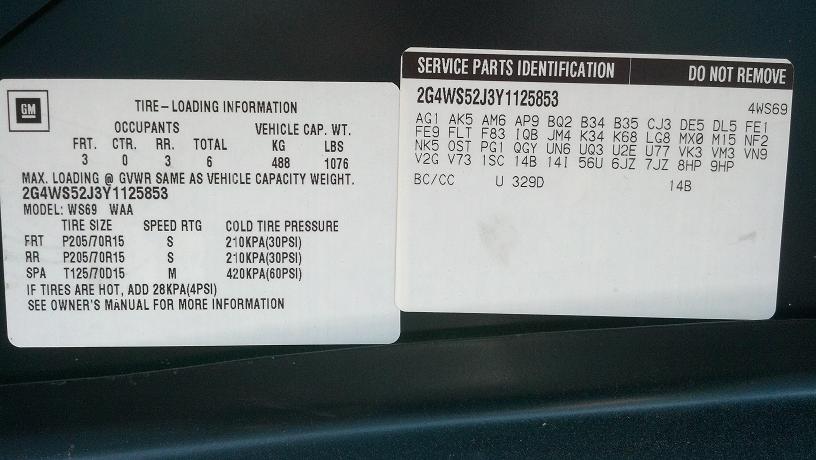 GM
TIRE-LOADING INFORMATION
OCCUPANTS VEHICLE CAP. WT.
FRT. CTR. RR. TOTAL KG LBS
3 0 3 6 488 1076
MAX. LOADING @ GVWR SAME AS VEHICLE CAPACITY WEIGHT.
2G4WS52J3Y1125853
MODEL: WS69 WAA
TIRE SIZE SPEED RTG COLD TIRE PRESSURE
FRT P205/70R15 S 210KPA(30PSI)
RR P205/70R15 S 210KPA(30PSI)
SPA T125/70D15 M 420KPA(60PSI)
IF TIRES ARE HOT, ADD 28KPA(4PSI)
SEE OWNER'S MANUAL FOR MORE INFORMATION
SERVICE PARTS IDENTIFICATION DO NOT REMOVE
2G4WS52J3Y1125853 4WS69
AG1 AK5 AM6 AP9 BQ2 B34 B35 CJ3 DE5 DL5 FE1
FE9 FLT F83 IQB JM4 K34 K68 LG8 MX0 M15 NF2
NK5 OST PG1 QGY UN6 UQ3 U2E U77 VK3 VM3 VN9
V2G V73 1SC 14B 14I 56U 6JZ 7JZ 8HP 9HP
BC/CC U 329D 14B